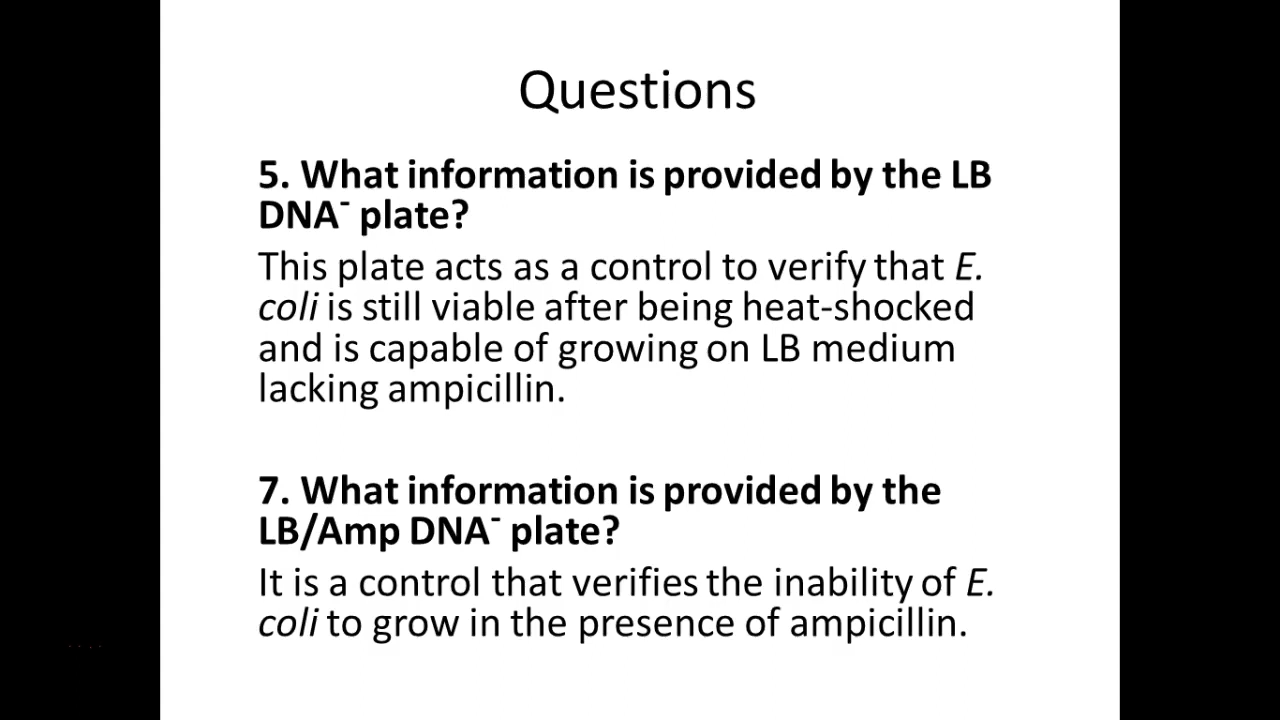 Questions
5. What information is provided by the LB
DNA⁻ plate?
This plate acts as a control to verify that E.
coli is still viable after being heat-shocked
and is capable of growing on LB medium
lacking ampicillin.
7. What information is provided by the
LB/Amp DNA⁻ plate?
It is a control that verifies the inability of E.
coli to grow in the presence of ampicillin.